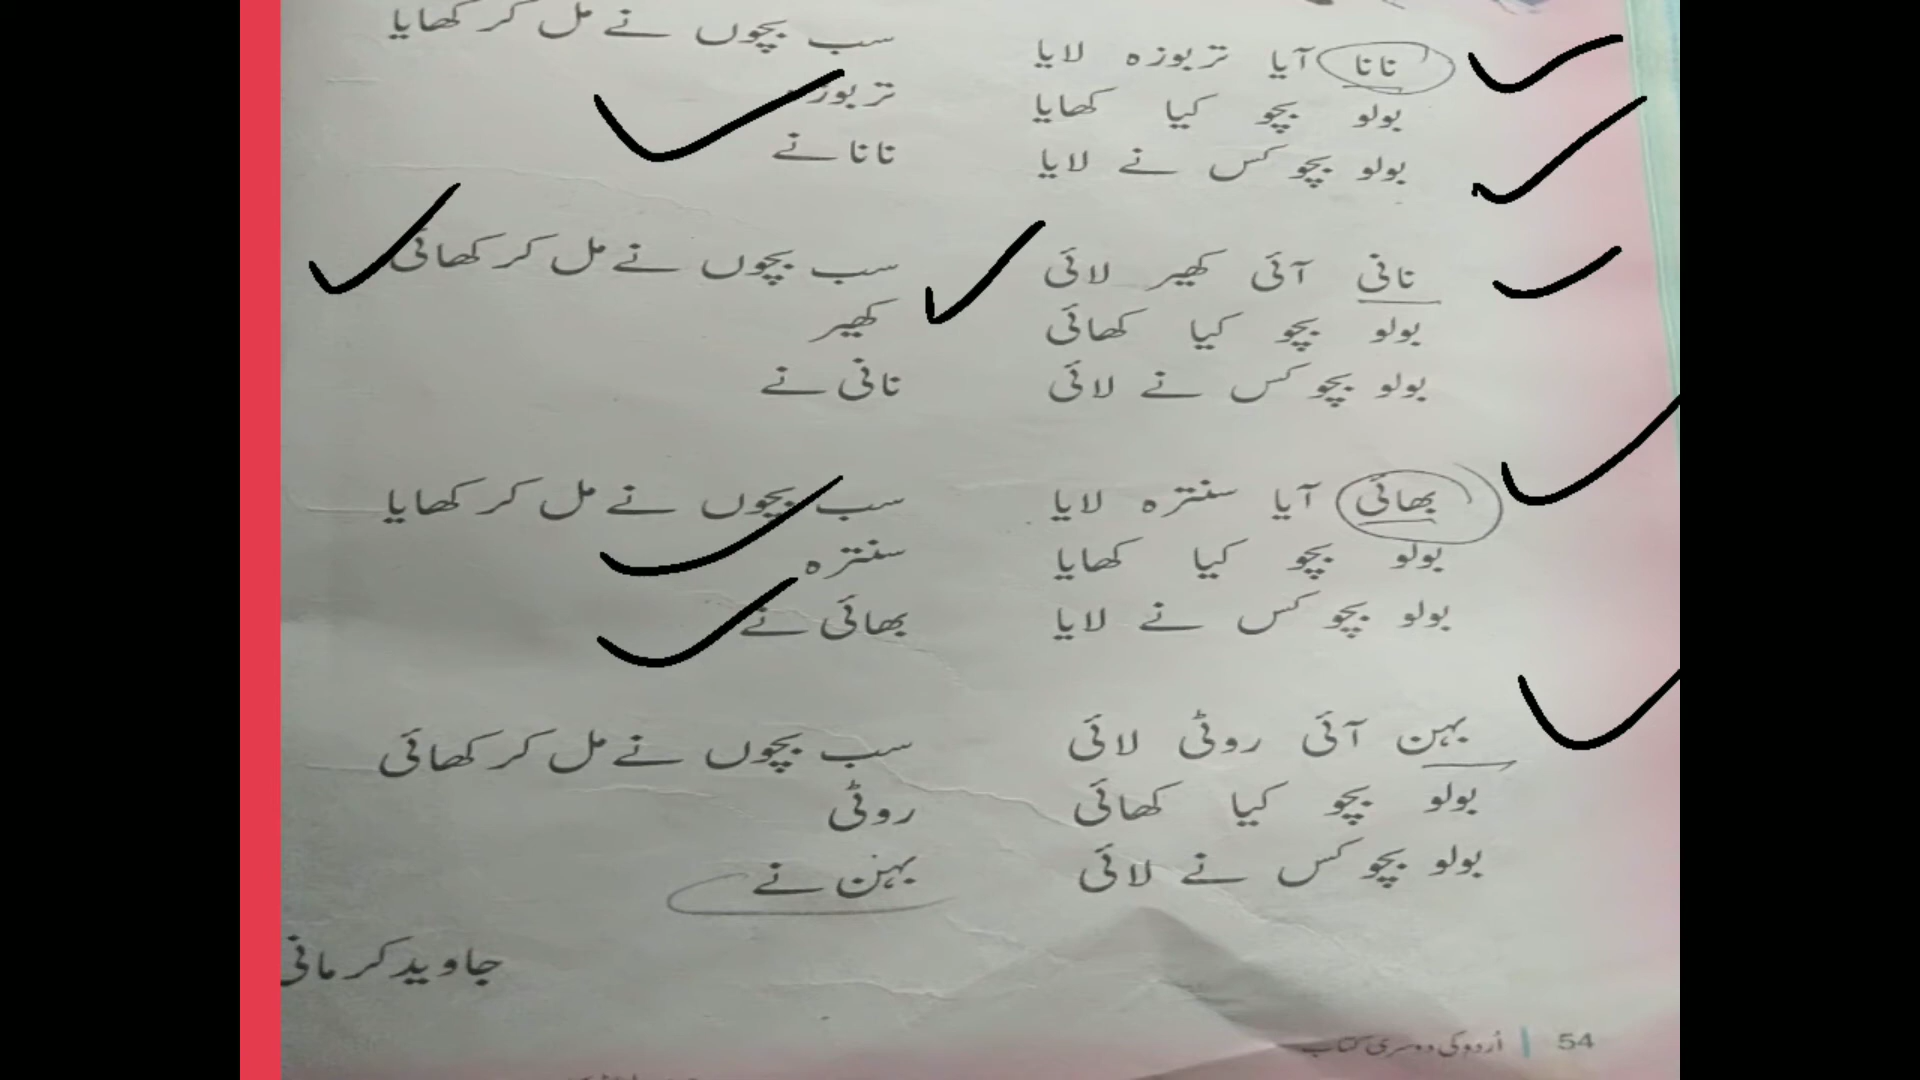 نانا آیا تربوزہ لایا سب بچوں نے مل کر کھایا
بولو بچو کیا کھایا تربوزہ
بولو بچو کس نے لایا نانا نے
نانی آئی کھیر لائی سب بچوں نے مل کر کھائی
بولو بچو کیا کھائی کھیر
بولو بچو کس نے لائی نانی نے
بھائی آیا سنترہ لایا سب بچوں نے مل کر کھایا
بولو بچو کیا کھایا سنترہ
بولو بچو کس نے لایا بھائی نے
بہن آئی روٹی لائی سب بچوں نے مل کر کھائی
بولو بچو کیا کھائی روٹی
بولو بچو کس نے لائی بہن نے
جاوید کرمانی
54 | اُردو کی دوسری کتاب